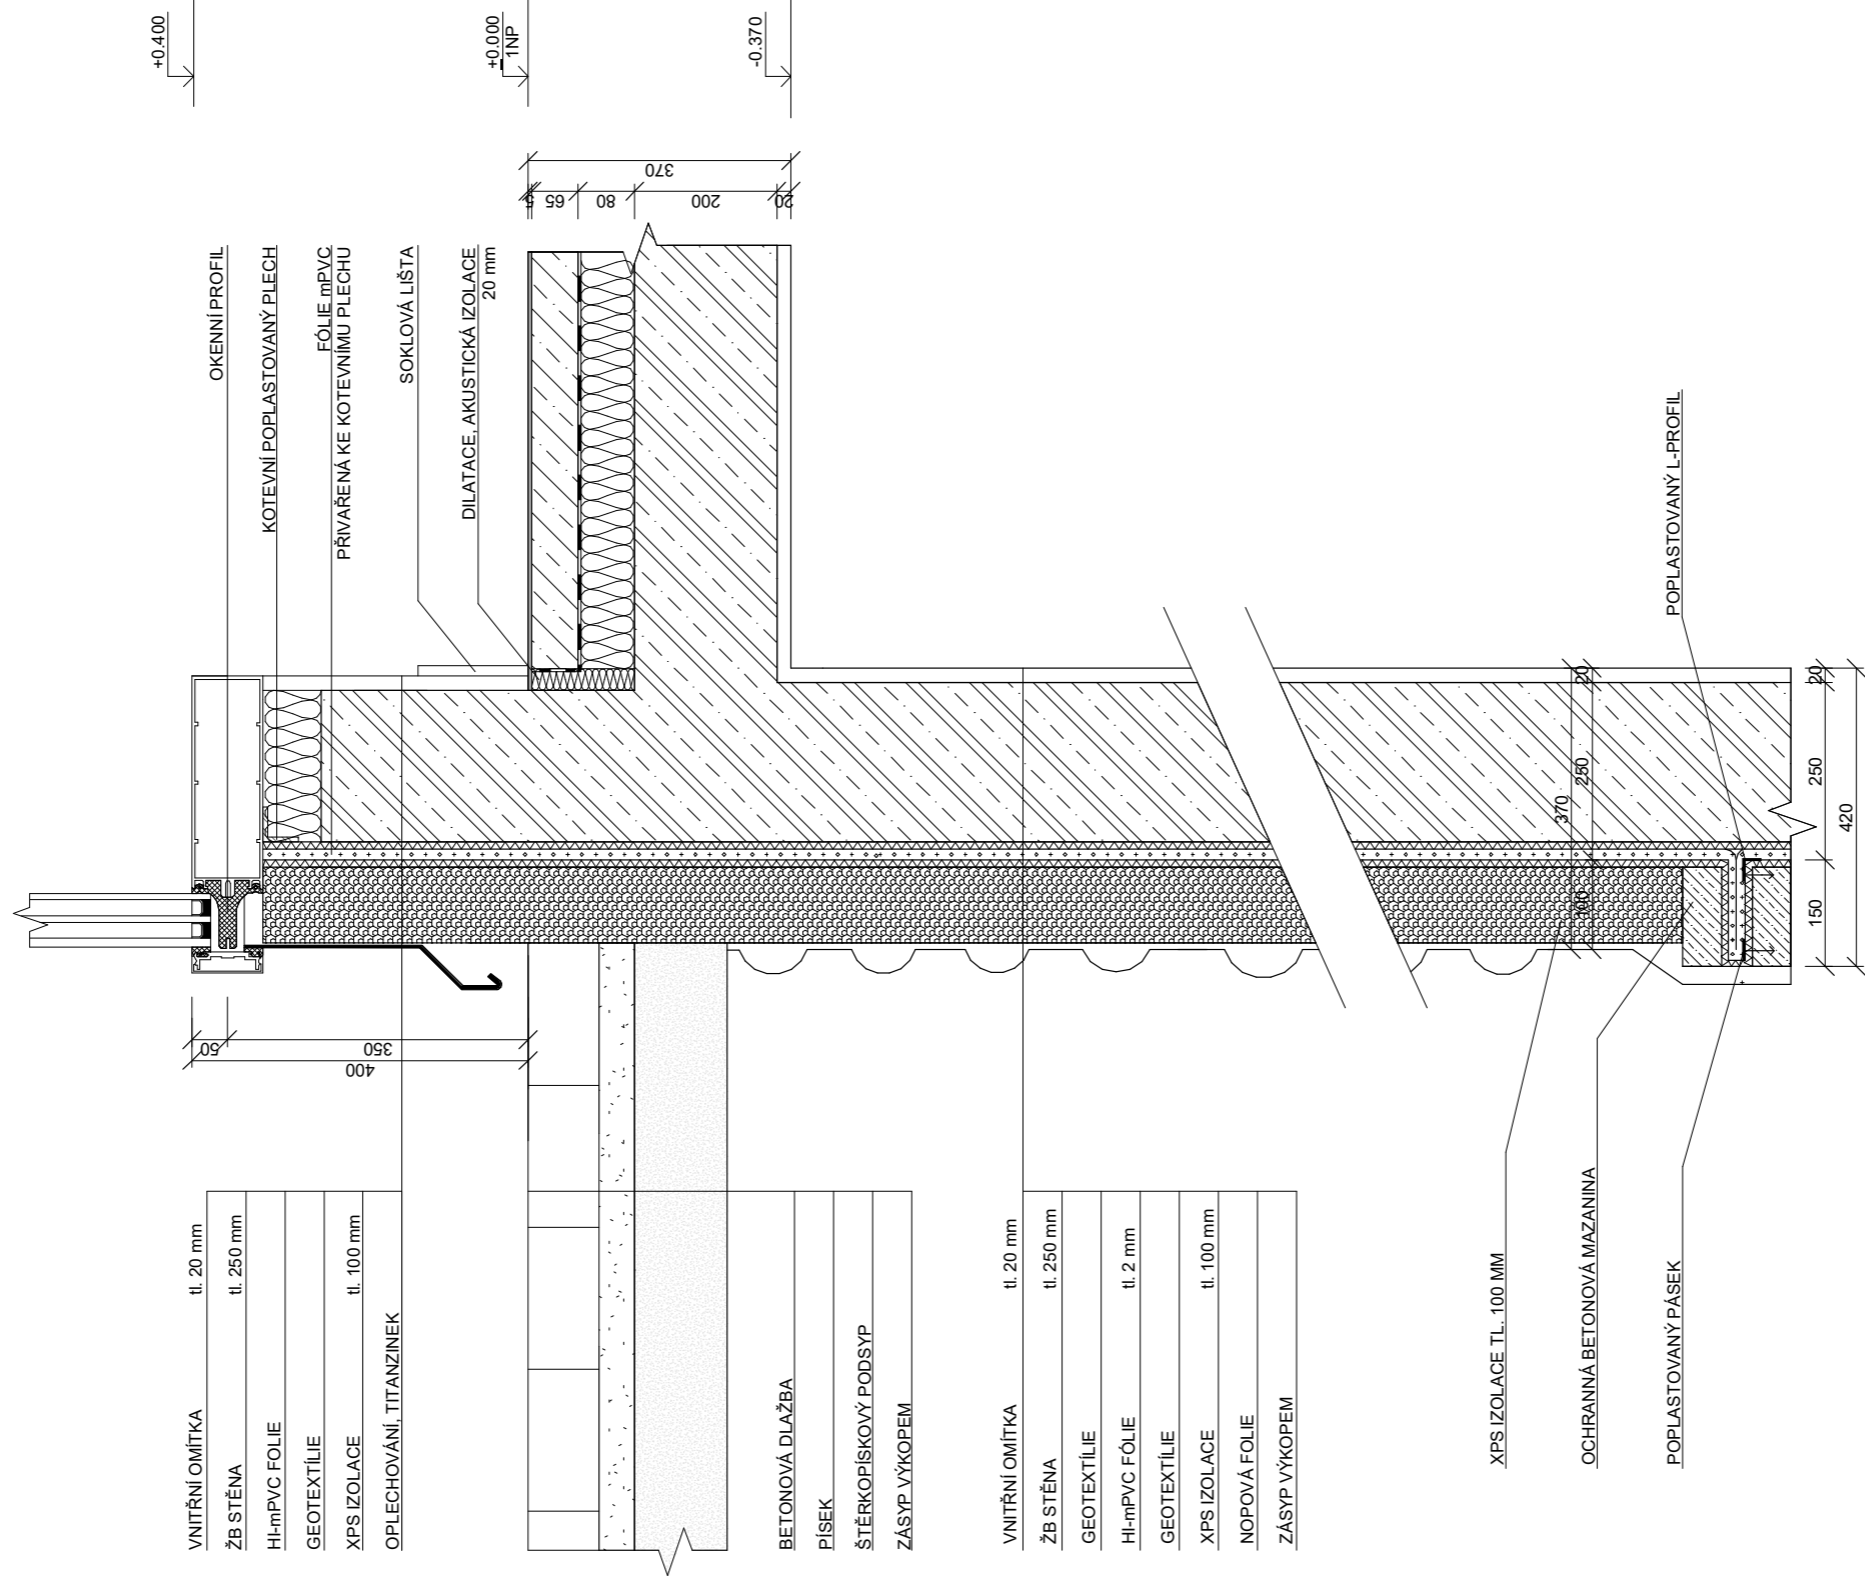 +0.400
+0.000
1NP
-0.370
OKENNÍ PROFIL
KOTEVNÍ POPLASTOVANÝ PLECH
FÓLIE mPVC
PŘIVAŘENÁ KE KOTEVNÍMU PLECHU
SOKLOVÁ LIŠTA
DILATACE, AKUSTICKÁ IZOLACE
20 mm
370
5
65
80
200
20
POPLASTOVANÝ L-PROFIL
50
350
400
370
20
250
100
20
250
150
420
VNITŘNÍ OMÍTKA tl. 20 mm
ŽB STĚNA tl. 250 mm
HI-mPVC FOLIE
GEOTEXTÍLIE
XPS IZOLACE tl. 100 mm
OPLECHOVÁNÍ, TITANZINEK
BETONOVÁ DLAŽBA
PÍSEK
ŠTĚRKOPÍSKOVÝ PODSYP
ZÁSYP VÝKOPEM
VNITŘNÍ OMÍTKA tl. 20 mm
ŽB STĚNA tl. 250 mm
GEOTEXTÍLIE
HI-mPVC FÓLIE tl. 2 mm
GEOTEXTÍLIE
XPS IZOLACE tl. 100 mm
NOPOVÁ FOLIE
ZÁSYP VÝKOPEM
XPS IZOLACE TL. 100 MM
OCHRANNÁ BETONOVÁ MAZANINA
POPLASTOVANÝ PÁSEK